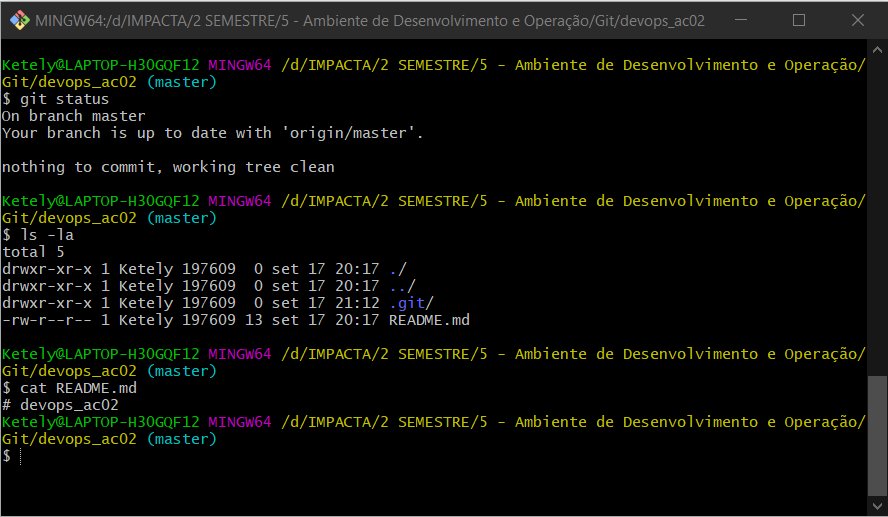 MINGW64:/d/IMPACTA/2 SEMESTRE/5 - Ambiente de Desenvolvimento e Operação/Git/devops_ac02
Ketely@LAPTOP-H30GQF12 MINGW64 /d/IMPACTA/2 SEMESTRE/5 - Ambiente de Desenvolvimento e Operação/
Git/devops_ac02 (master)
$ git status
On branch master
Your branch is up to date with 'origin/master'.
nothing to commit, working tree clean
Ketely@LAPTOP-H30GQF12 MINGW64 /d/IMPACTA/2 SEMESTRE/5 - Ambiente de Desenvolvimento e Operação/
Git/devops_ac02 (master)
$ ls -la
total 5
drwxr-xr-x 1 Ketely 197609  0 set 17 20:17 ./
drwxr-xr-x 1 Ketely 197609  0 set 17 20:17 ../
drwxr-xr-x 1 Ketely 197609  0 set 17 21:12 .git/
-rw-r--r-- 1 Ketely 197609 13 set 17 20:17 README.md
Ketely@LAPTOP-H30GQF12 MINGW64 /d/IMPACTA/2 SEMESTRE/5 - Ambiente de Desenvolvimento e Operação/
Git/devops_ac02 (master)
$ cat README.md
# devops_ac02
Ketely@LAPTOP-H30GQF12 MINGW64 /d/IMPACTA/2 SEMESTRE/5 - Ambiente de Desenvolvimento e Operação/
Git/devops_ac02 (master)
$